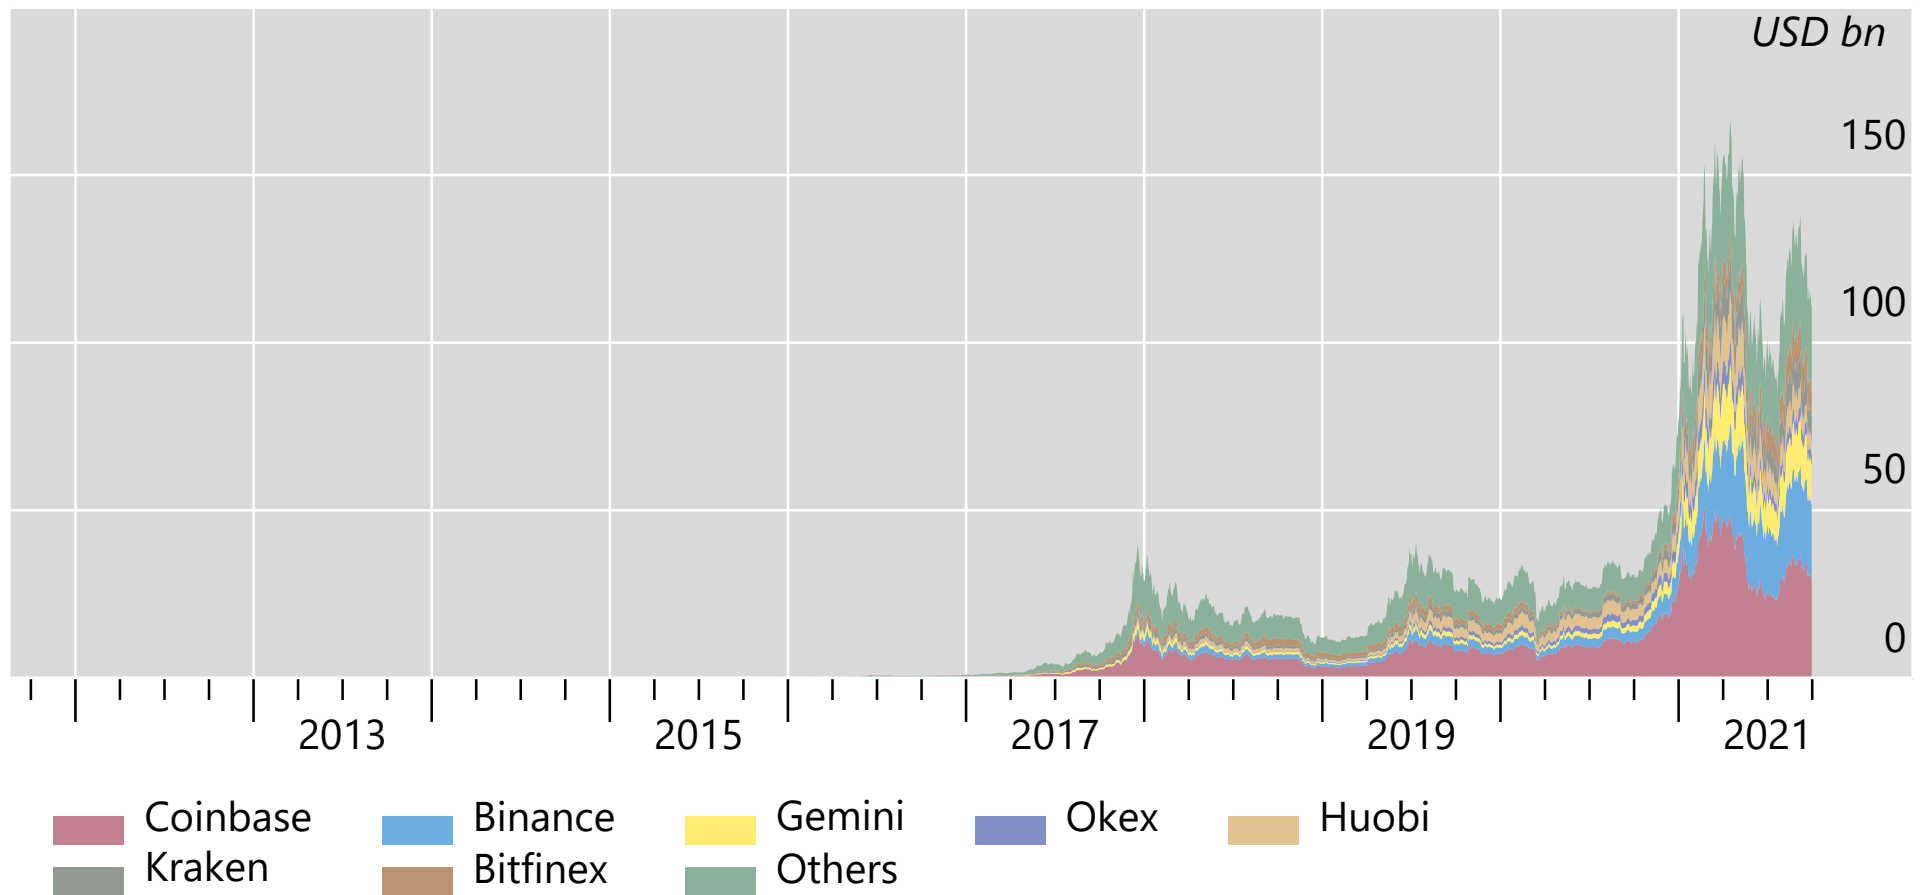 USD bn
150
100
50
0
2013 2015 2017 2019 2021
Coinbase Binance Gemini Okex Huobi
Kraken Bitfinex Others